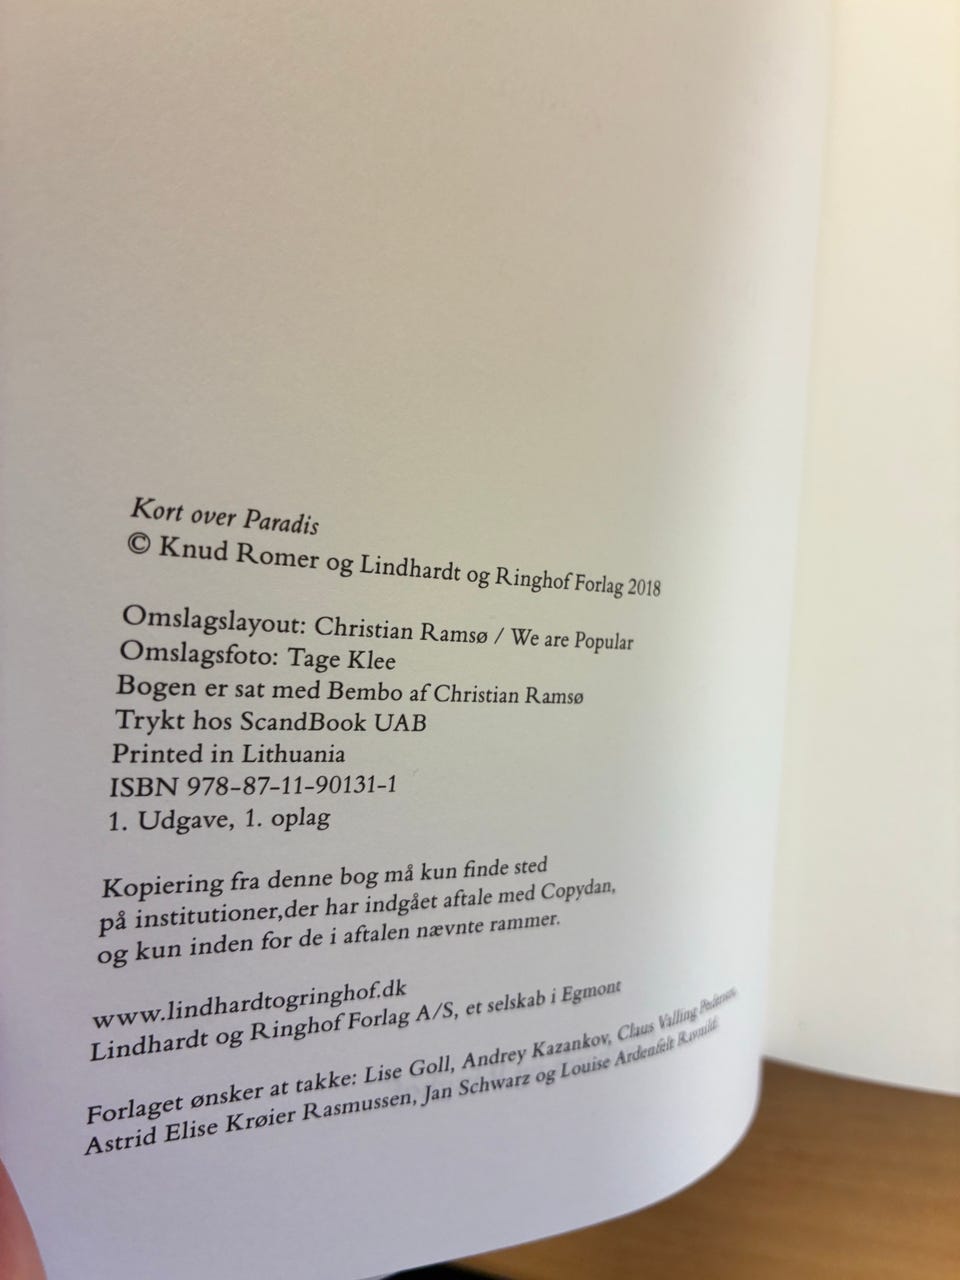 Kort over Paradis
© Knud Romer og Lindhardt og Ringhof Forlag 2018
Omslagslayout: Christian Ramsø / We are Popular
Omslagsfoto: Tage Klee
Bogen er sat med Bembo af Christian Ramsø
Trykt hos ScandBook UAB
Printed in Lithuania
ISBN 978-87-11-90131-1
1. Udgave, 1. oplag
Kopiering fra denne bog må kun finde sted
på institutioner,der har indgået aftale med Copydan,
og kun inden for de i aftalen nævnte rammer.
www.lindhardtogringhof.dk
Lindhardt og Ringhof Forlag A/S, et selskab i Egmont
Forlaget ønsker at takke: Lise Goll, Andrey Kazankov, Claus Valling Pedersen,
Astrid Elise Krøier Rasmussen, Jan Schwarz og Louise Ardenfelt Ravnild.